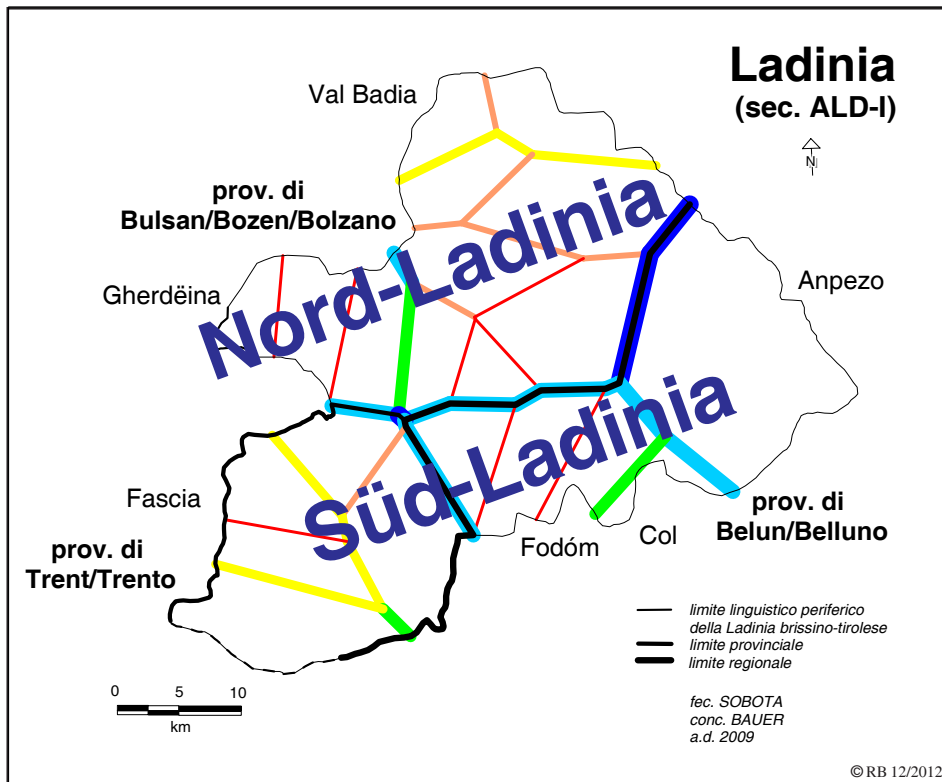 Ladinia
(sec. ALD-I)
N
Val Badia
prov. di
Bulsan/Bozen/Bolzano
Gherdëina
Anpezo
Nord-Ladinia
Süd-Ladinia
Fascia
prov. di
Trent/Trento
Fodóm
Col
prov. di
Belun/Belluno
limite linguistico periferico
della Ladinia brissino-tirolese
limite provinciale
limite regionale
0 5 10
km
fec. SOBOTA
conc. BAUER
a.d. 2009
© RB 12/2012